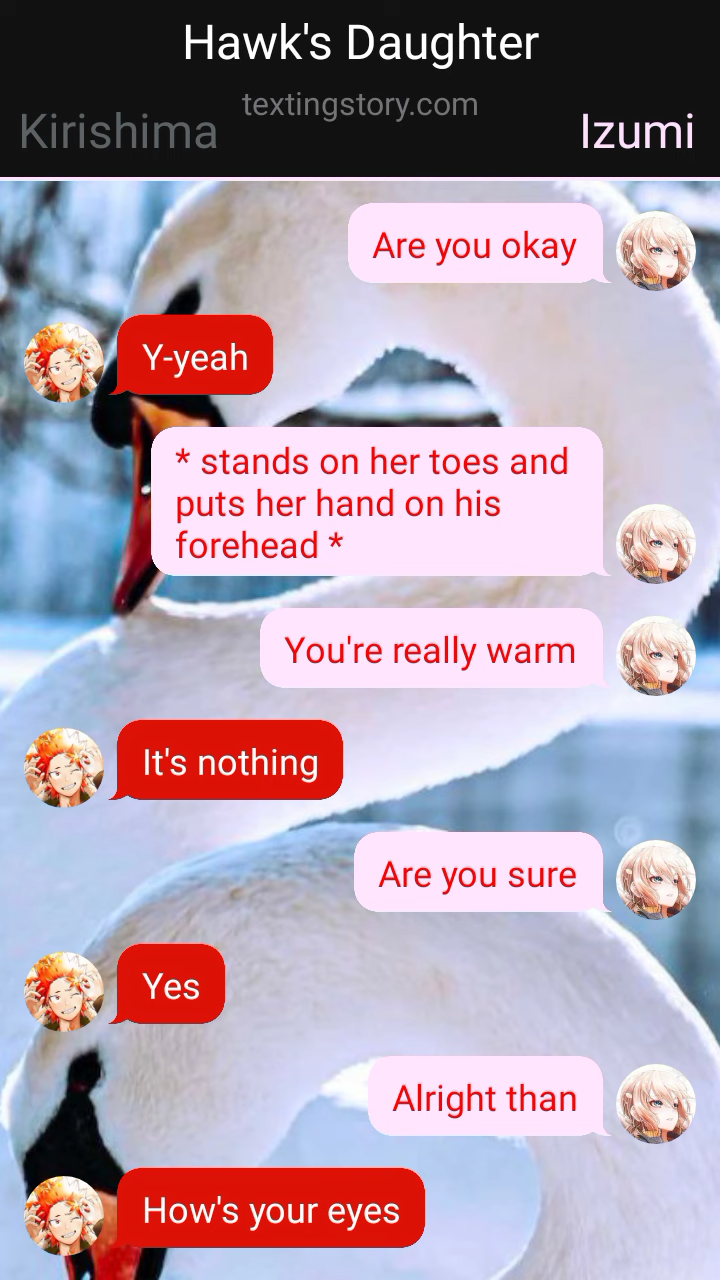 Hawk's Daughter
textingstory.com
Kirishima
Izumi
Are you okay
Y-yeah
* stands on her toes and
puts her hand on his
forehead *
You're really warm
It's nothing
Are you sure
Yes
Alright than
How's your eyes